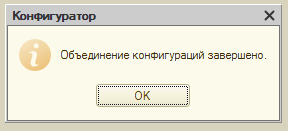 Конфигуратор
Объединение конфигураций завершено.
OK